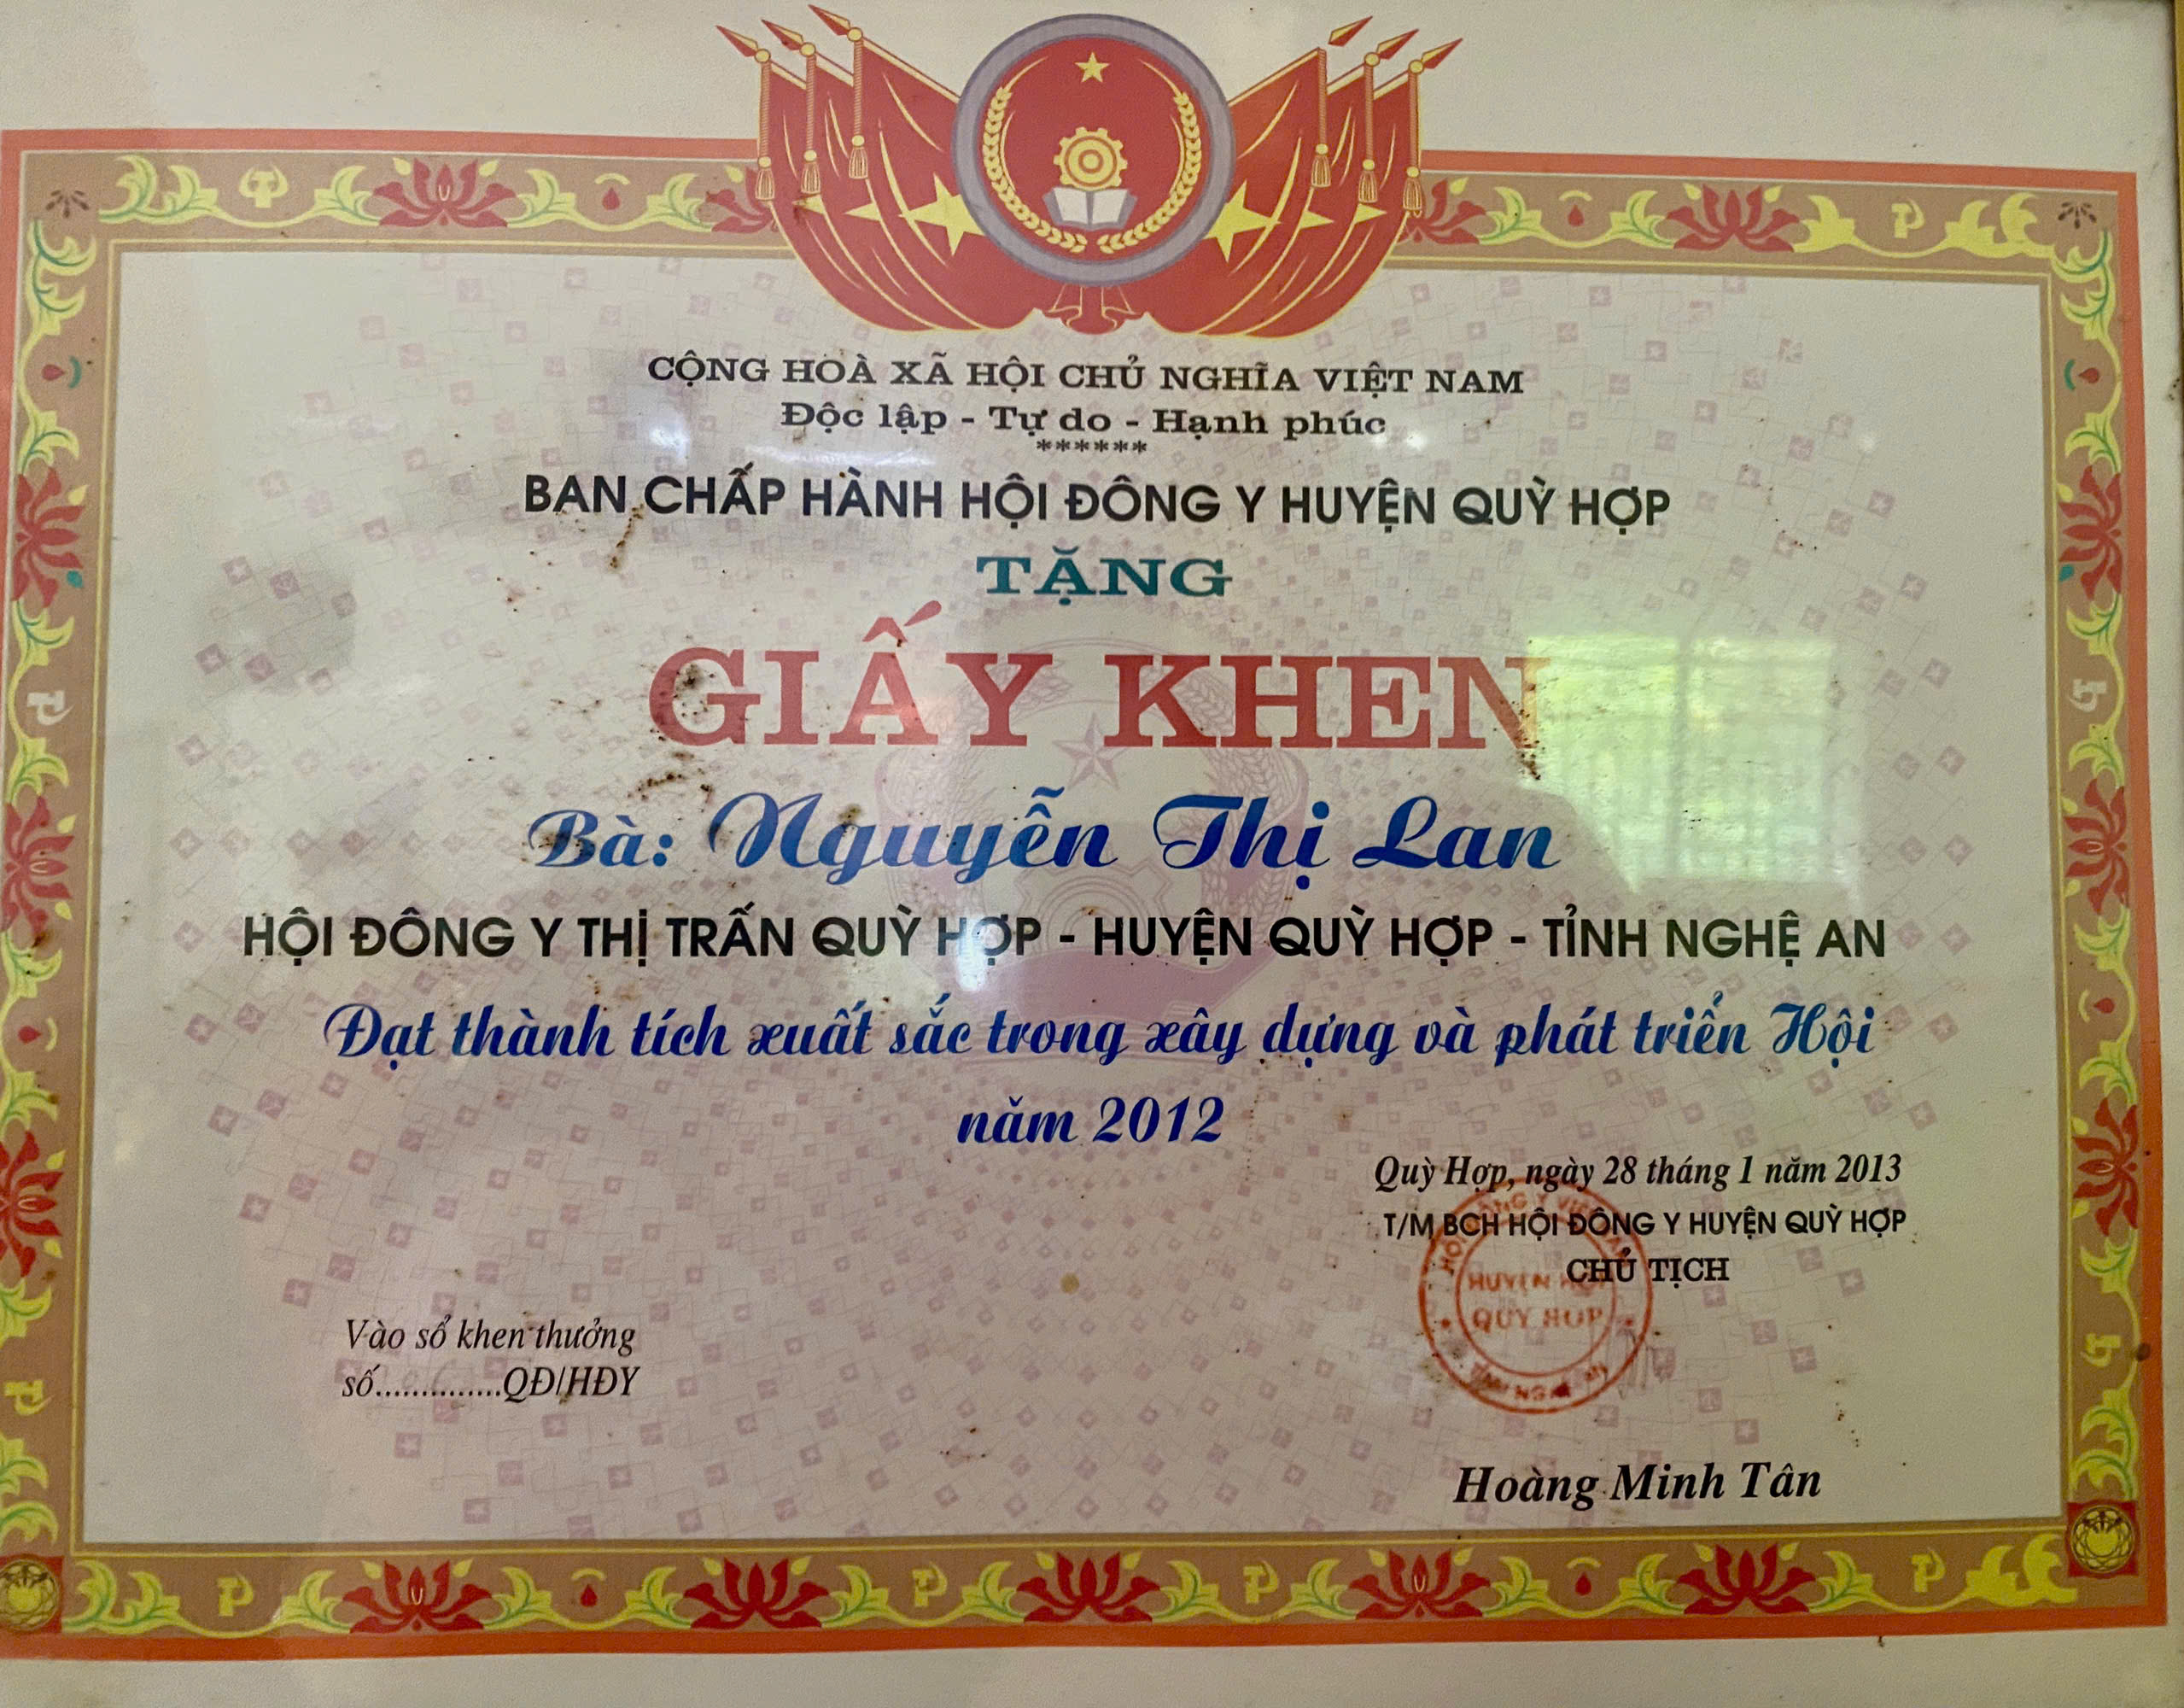 CỘNG HOÀ XÃ HỘI CHỦ NGHĨA VIỆT NAM
Độc lập - Tự do - Hạnh phúc
******
BAN CHẤP HÀNH HỘI ĐÔNG Y HUYỆN QUỲ HỢP
TẶNG
GIẤY KHEN
Bà: Nguyễn Thị Lan
HỘI ĐÔNG Y THỊ TRẤN QUỲ HỢP - HUYỆN QUỲ HỢP - TỈNH NGHỆ AN
Đạt thành tích xuất sắc trong xây dựng và phát triển Hội
năm 2012
Quỳ Hợp, ngày 28 tháng 1 năm 2013
T/M BCH HỘI ĐÔNG Y HUYỆN QUỲ HỢP
CHỦ TỊCH
HUYỆN
QUỲ HỢP
Vào sổ khen thưởng
số..............QĐ/HĐY
Hoàng Minh Tân